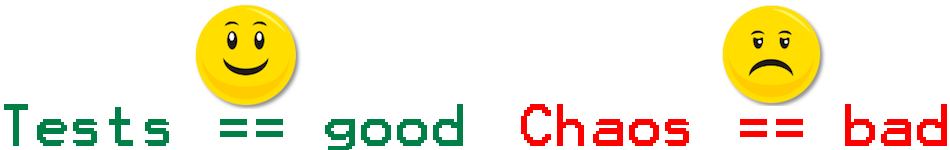 Tests == good Chaos == bad